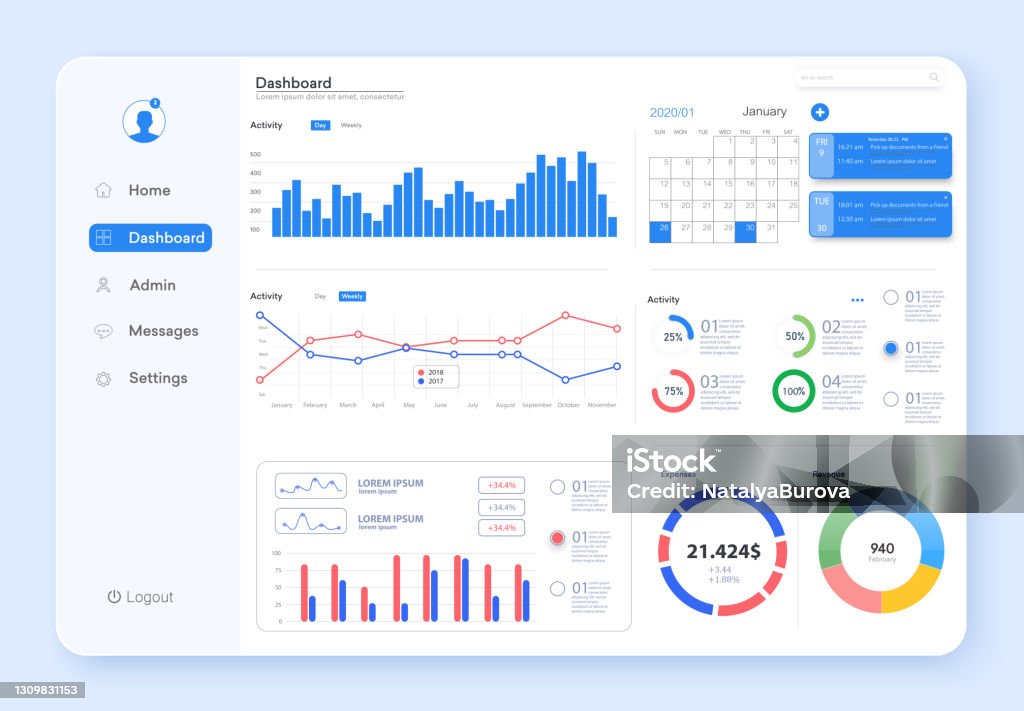 3
Home
Dashboard
Admin
Messages
Settings
Logout
Dashboard
Lorem ipsum dolor sit amet, consectetur
Go to search
Activity
Day
Weekly
500
400
300
200
100
2020/01
January
SUN MON TUE WED THU FRI SAT
1 2 3 4
5 6 7 8 9 10 11
12 13 14 15 16 17 18
19 20 21 22 23 24 25
26 27 28 29 30 31
FRI
9
Yesterday 08:22 PM
16:21 am Pick up documents from a friend
11:40 am Lorem ipsum dolor sit amet
TUE
30
18:01 am Pick up documents from a friend
12:30 am Lorem ipsum dolor sit amet
Activity
Day
Weekly
Mon
Tue
Wed
Thu
Sat
2018
2017
January February March April May June July August September October November
Activity
25%
01
50%
02
75%
03
100%
04
01
01
01
LOREM IPSUM
lorem ipsum
LOREM IPSUM
lorem ipsum
+34.4%
+34.4%
+34.4%
100
75
50
25
0
01
01
01
Expenses
21.424$
+3.44
+1.88%
Revenue
940
February
iStock™
Credit: NatalyaBurova
1309831153